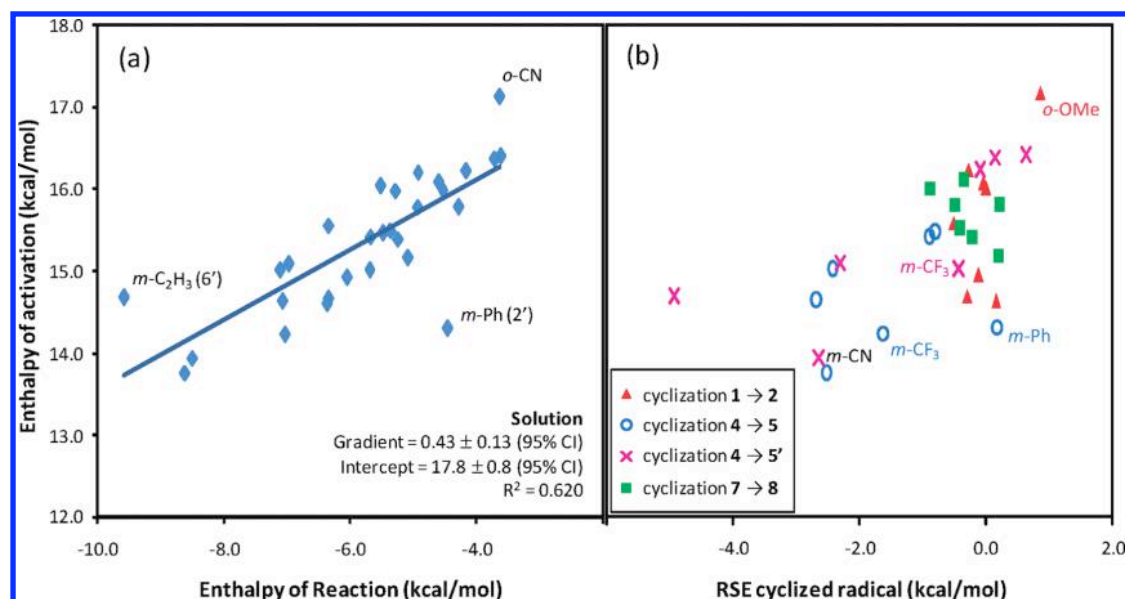 (a)
(b)
18.0
17.0
16.0
15.0
14.0
13.0
12.0
Enthalpy of activation (kcal/mol)
o-CN
m-C₂H₃ (6′)
m-Ph (2′)
Solution
Gradient = 0.43 ± 0.13 (95% CI)
Intercept = 17.8 ± 0.8 (95% CI)
R² = 0.620
-10.0 -8.0 -6.0 -4.0
Enthalpy of Reaction (kcal/mol)
o-OMe
m-CF₃
m-Ph
m-CF₃
m-CN
cyclization 1 → 2
cyclization 4 → 5
cyclization 4 → 5′
cyclization 7 → 8
-4.0 -2.0 0.0 2.0
RSE cyclized radical (kcal/mol)